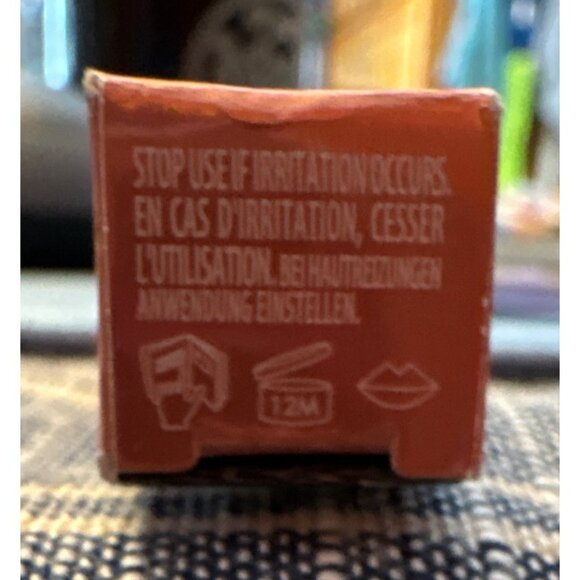 STOP USE IF IRRITATION OCCURS.
EN CAS D'IRRITATION, CESSER
L'UTILISATION. BEI HAUTREIZUNGEN
ANWENDUNG EINSTELLEN.
12M